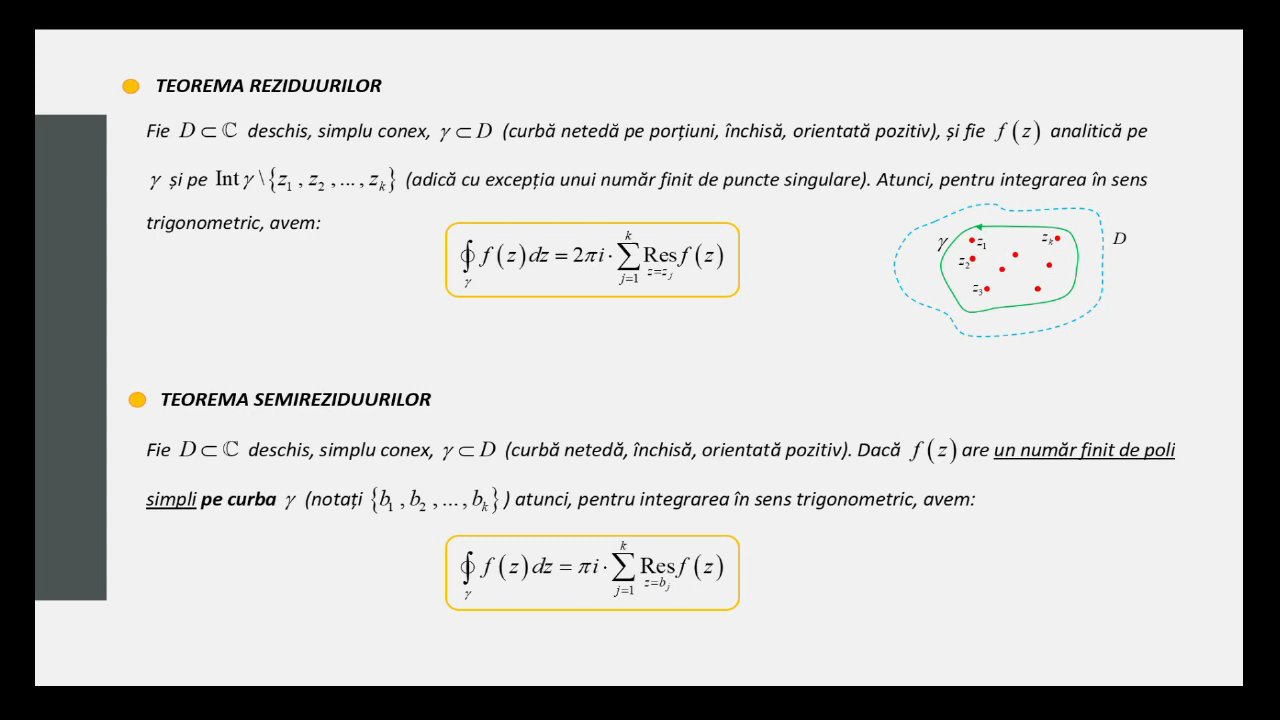 TEOREMA REZIDUURILOR
Fie D ⊂ ℂ deschis, simplu conex, γ ⊂ D (curbă netedă pe porțiuni, închisă, orientată pozitiv), și fie f(z) analitică pe
γ și pe Int γ \ {z₁, z₂, ..., zₖ} (adică cu excepția unui număr finit de puncte singulare). Atunci, pentru integrarea în sens
trigonometric, avem:
∮_γ f(z)dz = 2πi · ∑_{j=1}^{k} Res_{z=z_j} f(z)
γ z₁ zₖ D
z₂
z₃
TEOREMA SEMIREZIDUURILOR
Fie D ⊂ ℂ deschis, simplu conex, γ ⊂ D (curbă netedă, închisă, orientată pozitiv). Dacă f(z) are un număr finit de poli
simpli pe curba γ (notați {b₁, b₂, ..., bₖ}) atunci, pentru integrarea în sens trigonometric, avem:
∮_γ f(z)dz = πi · ∑_{j=1}^{k} Res_{z=b_j} f(z)